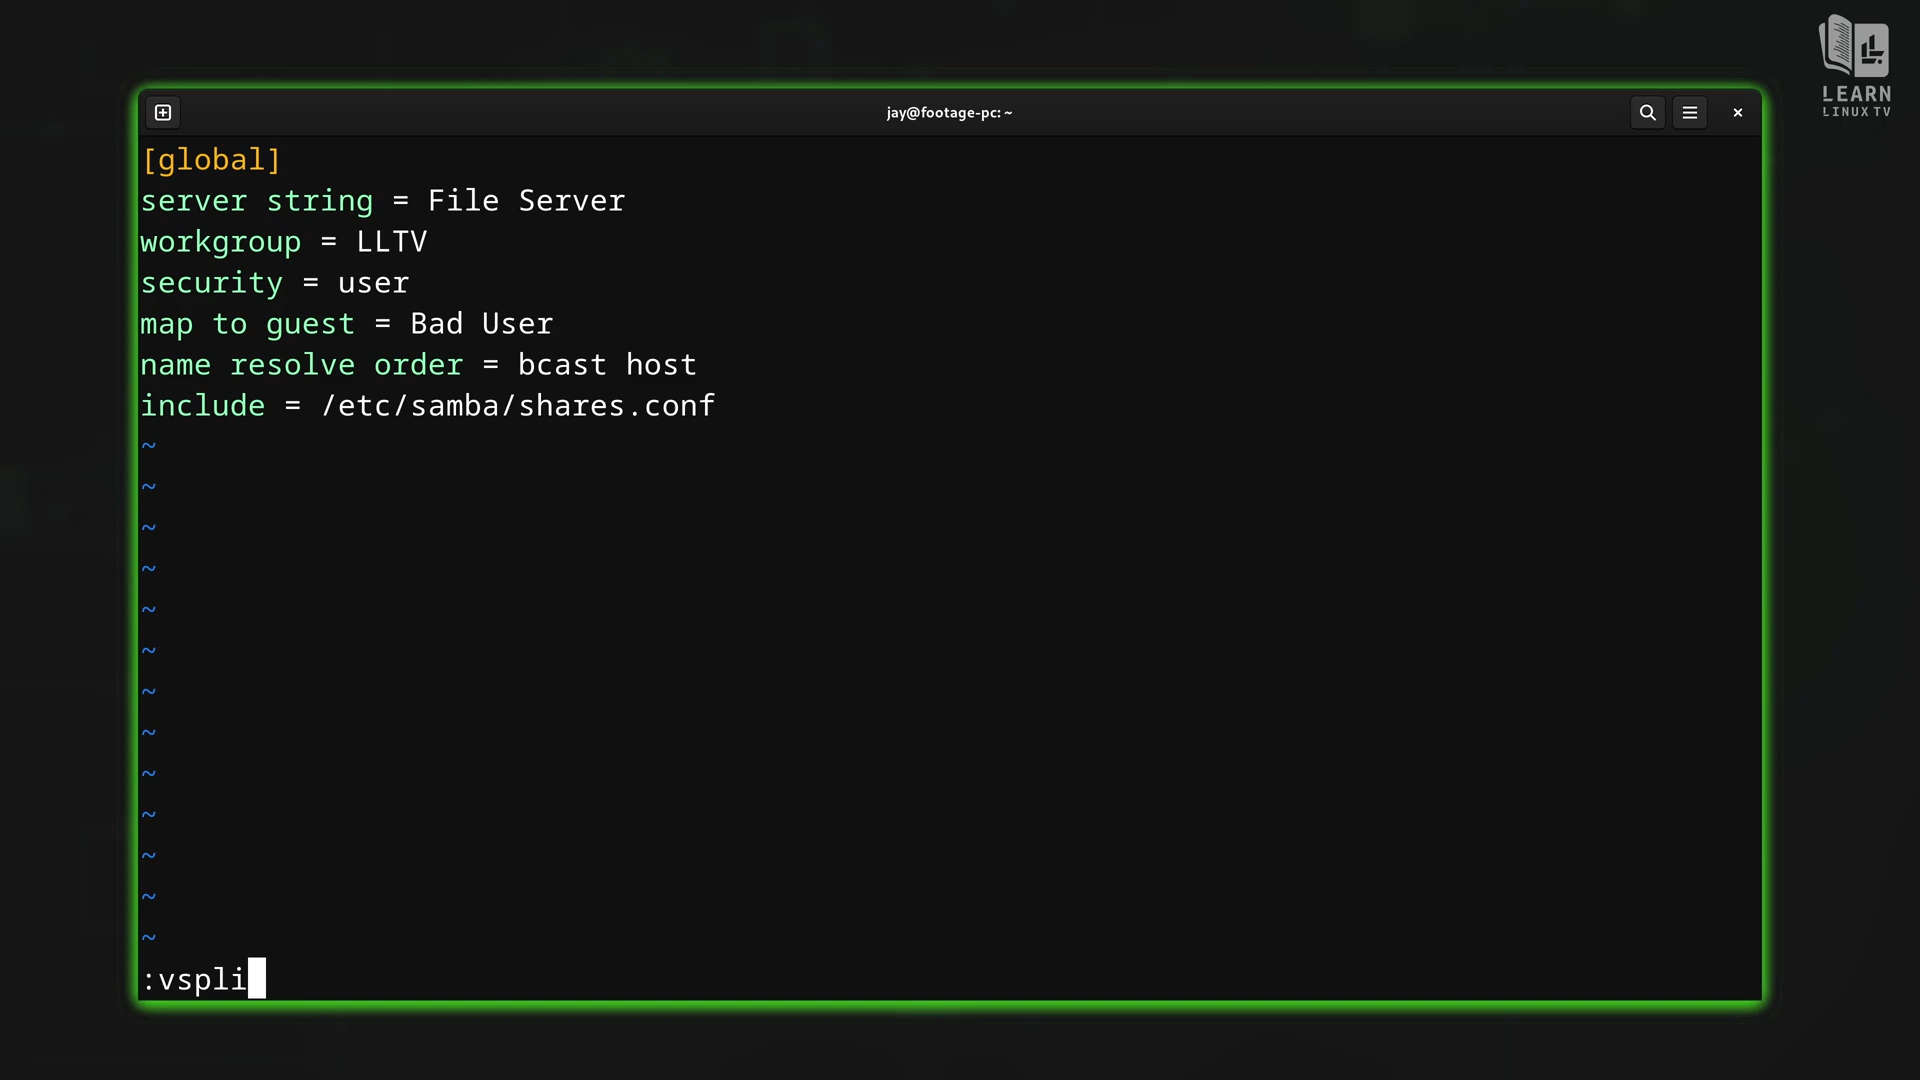 jay@footage-pc: ~
LEARN
LINUX TV
[global]
server string = File Server
workgroup = LLTV
security = user
map to guest = Bad User
name resolve order = bcast host
include = /etc/samba/shares.conf
~
~
~
~
~
~
~
~
~
~
~
~
~
:vspli